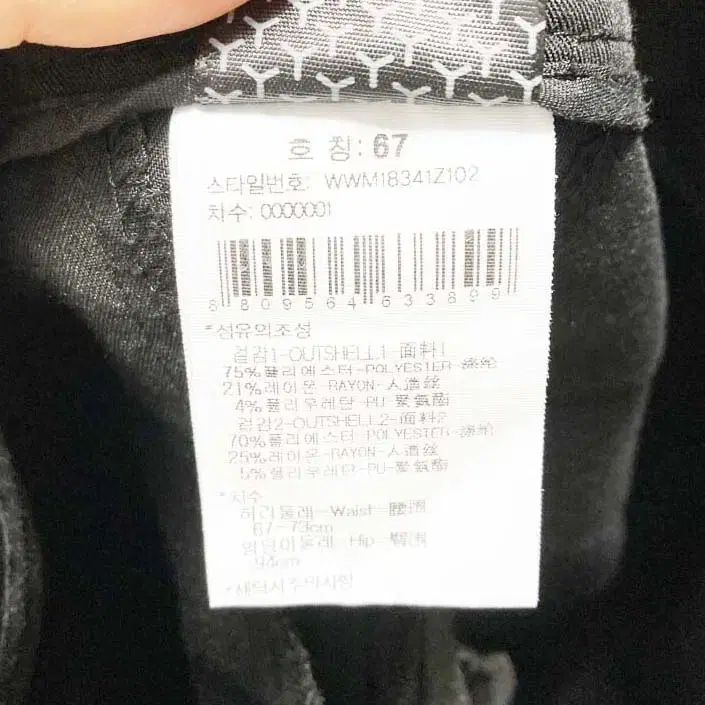 호 칭: 67
스타일번호: WWM18341Z102
차수: 0000001
8 809564 633899
*섬유의조성
겉감1-OUTSHELL1-面料1
75%폴리에스터-POLYESTER-涤纶
21%레이온-RAYON-人造丝
4%폴리우레탄-PU-聚氨酯
겉감2-OUTSHELL2-面料2
70%폴리에스터-POLYESTER-涤纶
25%레이온-RAYON-人造丝
5%폴리우레탄-PU-聚氨酯
*치수
허리둘레-Waist-腰围
67-73cm
엉덩이둘레-Hip-臀围
94cm
*세탁시주의사항